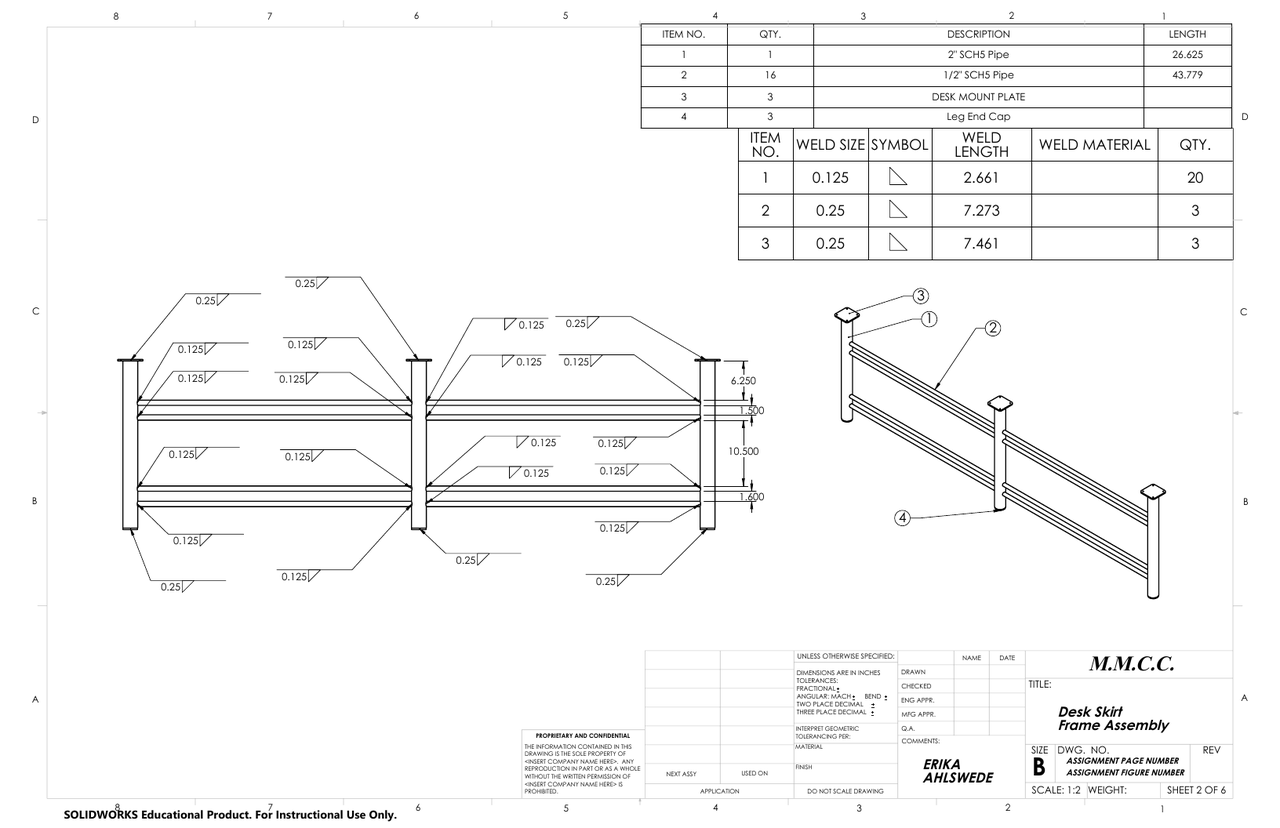 8 7 6 5 4 3 2 1
ITEM NO. QTY. DESCRIPTION LENGTH
1 1 2" SCH5 Pipe 26.625
2 16 1/2" SCH5 Pipe 43.779
3 3 DESK MOUNT PLATE
4 3 Leg End Cap
D D
ITEM NO. WELD SIZE SYMBOL WELD LENGTH WELD MATERIAL QTY.
1 0.125 2.661 20
2 0.25 7.273 3
3 0.25 7.461 3
C C
0.25
0.25
0.125
0.25
0.125
0.125
0.125
0.125
0.125
0.125
6.250
1.500
10.500
1.600
0.125
0.125
0.125
0.125
0.125
0.125
0.125
0.125
0.125
0.25
0.25
0.25
3
1
2
4
B B
A A
PROPRIETARY AND CONFIDENTIAL
THE INFORMATION CONTAINED IN THIS
DRAWING IS THE SOLE PROPERTY OF
<INSERT COMPANY NAME HERE>. ANY
REPRODUCTION IN PART OR AS A WHOLE
WITHOUT THE WRITTEN PERMISSION OF
<INSERT COMPANY NAME HERE> IS
PROHIBITED.
NEXT ASSY USED ON
APPLICATION
UNLESS OTHERWISE SPECIFIED:
DIMENSIONS ARE IN INCHES
TOLERANCES:
FRACTIONAL ±
ANGULAR: MACH ± BEND ±
TWO PLACE DECIMAL ±
THREE PLACE DECIMAL ±
INTERPRET GEOMETRIC
TOLERANCING PER:
MATERIAL
FINISH
DO NOT SCALE DRAWING
NAME DATE
DRAWN
CHECKED
ENG APPR.
MFG APPR.
Q.A.
COMMENTS:
ERIKA
AHLSWEDE
M.M.C.C.
TITLE:
Desk Skirt
Frame Assembly
SIZE DWG. NO. REV
B ASSIGNMENT PAGE NUMBER
ASSIGNMENT FIGURE NUMBER
SCALE: 1:2 WEIGHT: SHEET 2 OF 6
8 7 6 5 4 3 2 1
SOLIDWORKS Educational Product. For Instructional Use Only.